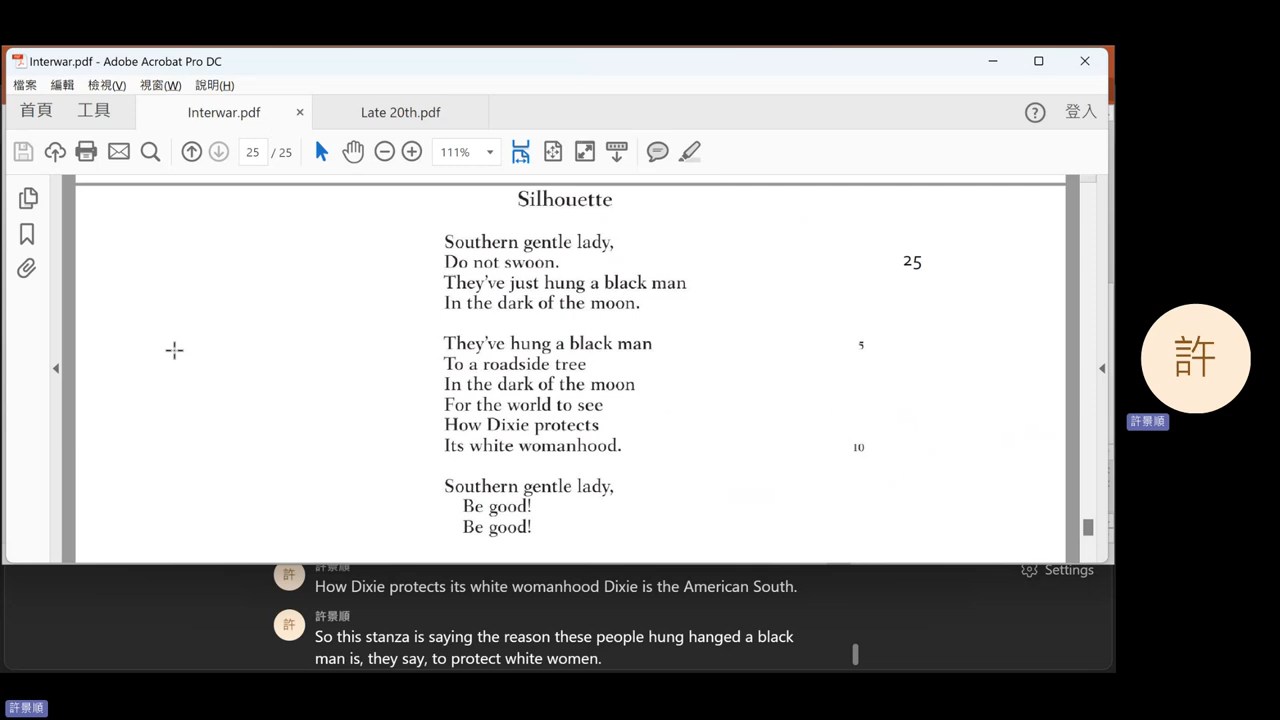 Interwar.pdf - Adobe Acrobat Pro DC
檔案 編輯 檢視(V) 視窗(W) 說明(H)
首頁 工具 Interwar.pdf × Late 20th.pdf ? 登入
25 / 25 111%
Silhouette
Southern gentle lady,
Do not swoon. 25
They've just hung a black man
In the dark of the moon.
They've hung a black man 5
To a roadside tree
In the dark of the moon
For the world to see
How Dixie protects
Its white womanhood. 10
Southern gentle lady,
Be good!
Be good!
許
許景順
許 許景順
Settings
How Dixie protects its white womanhood Dixie is the American South.
許 許景順
So this stanza is saying the reason these people hung hanged a black
man is, they say, to protect white women.
許景順